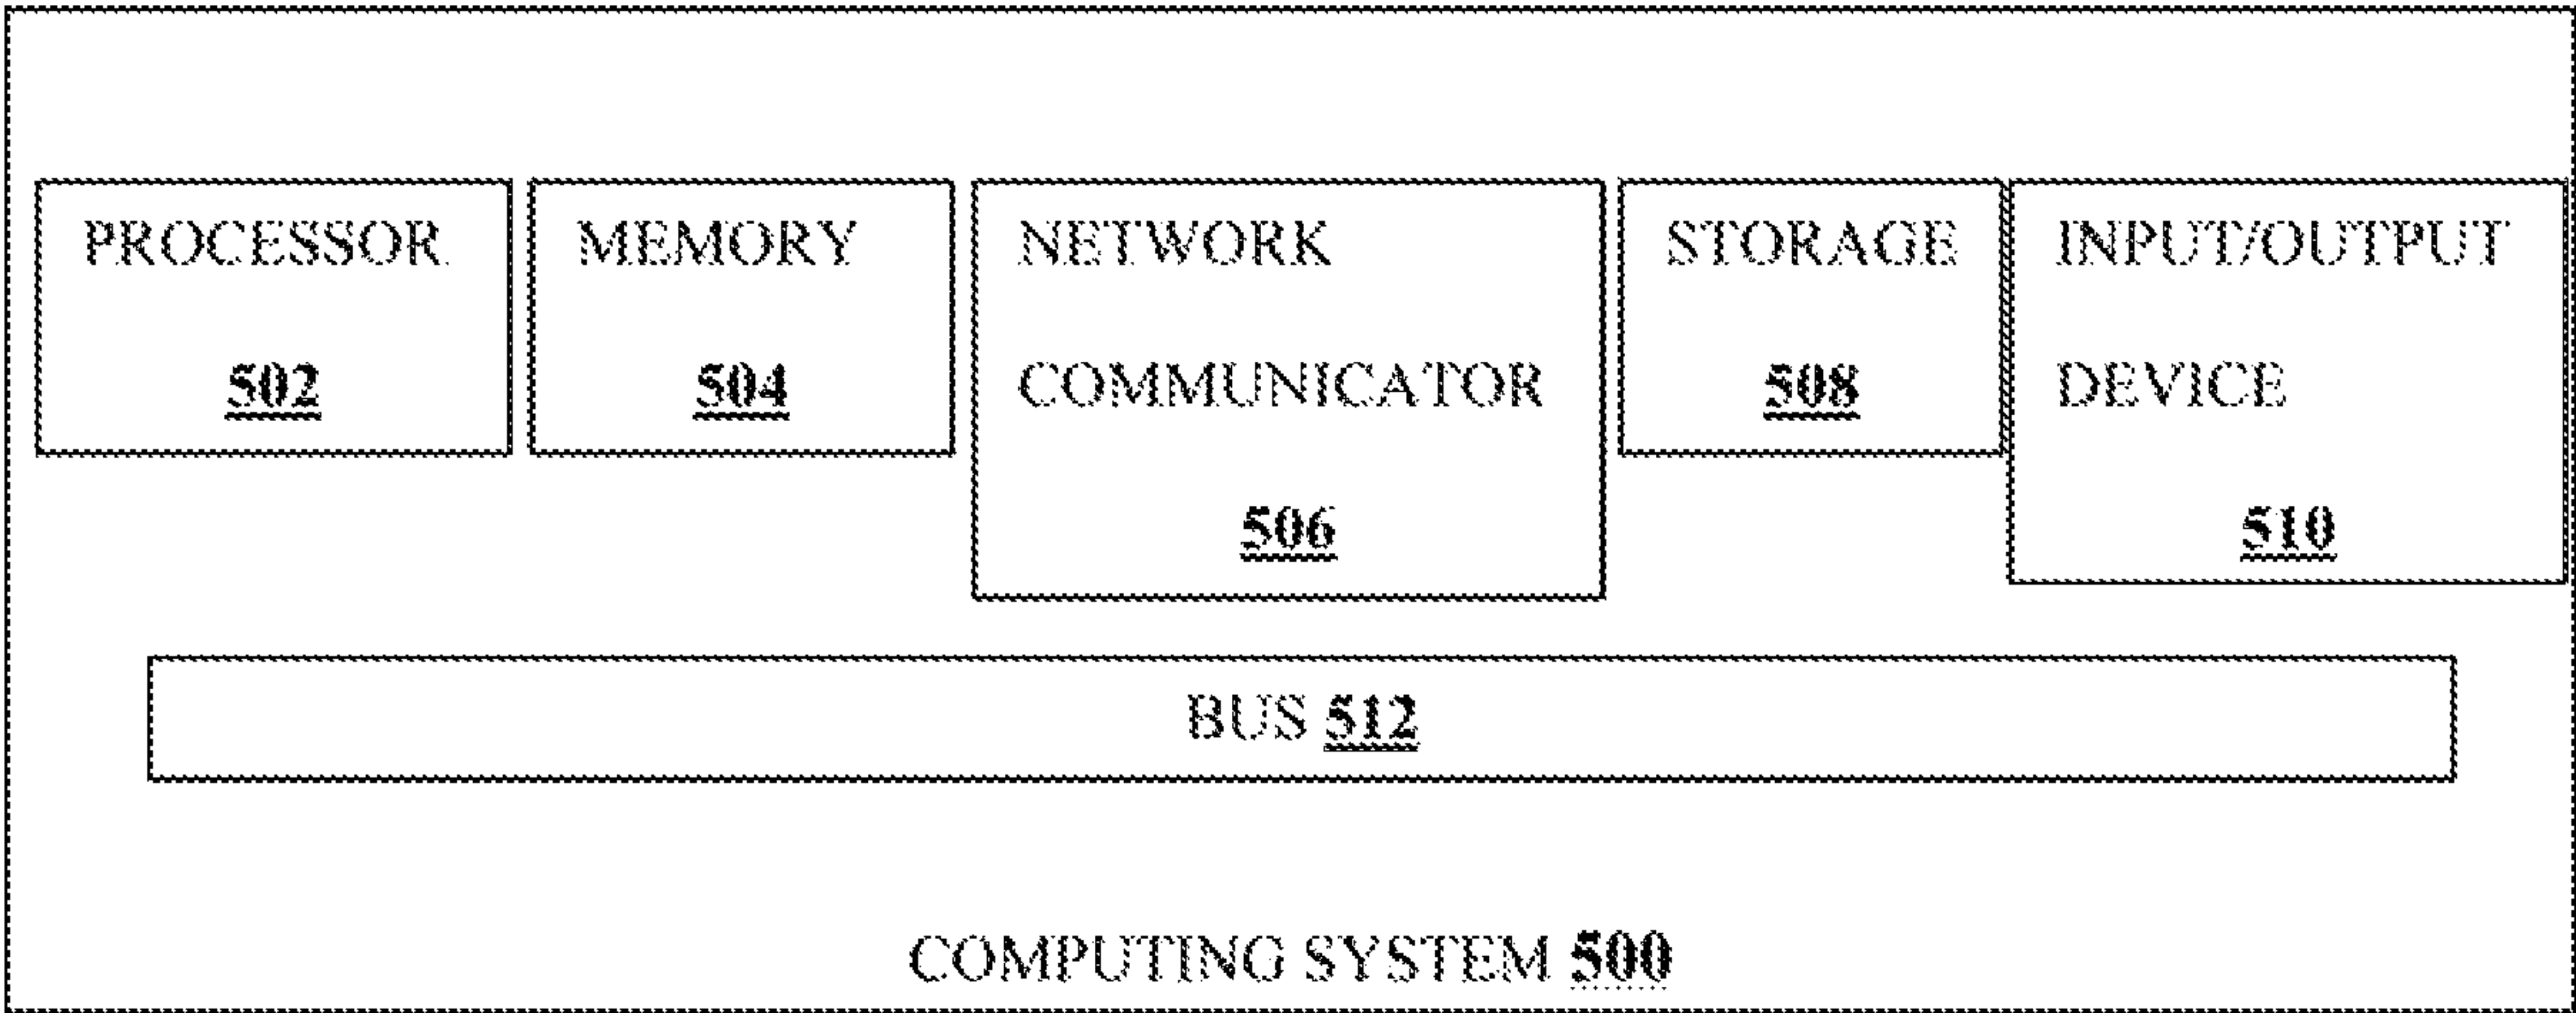 PROCESSOR
502
MEMORY
504
NETWORK
COMMUNICATOR
506
STORAGE
508
INPUT/OUTPUT
DEVICE
510
BUS 512
COMPUTING SYSTEM 500